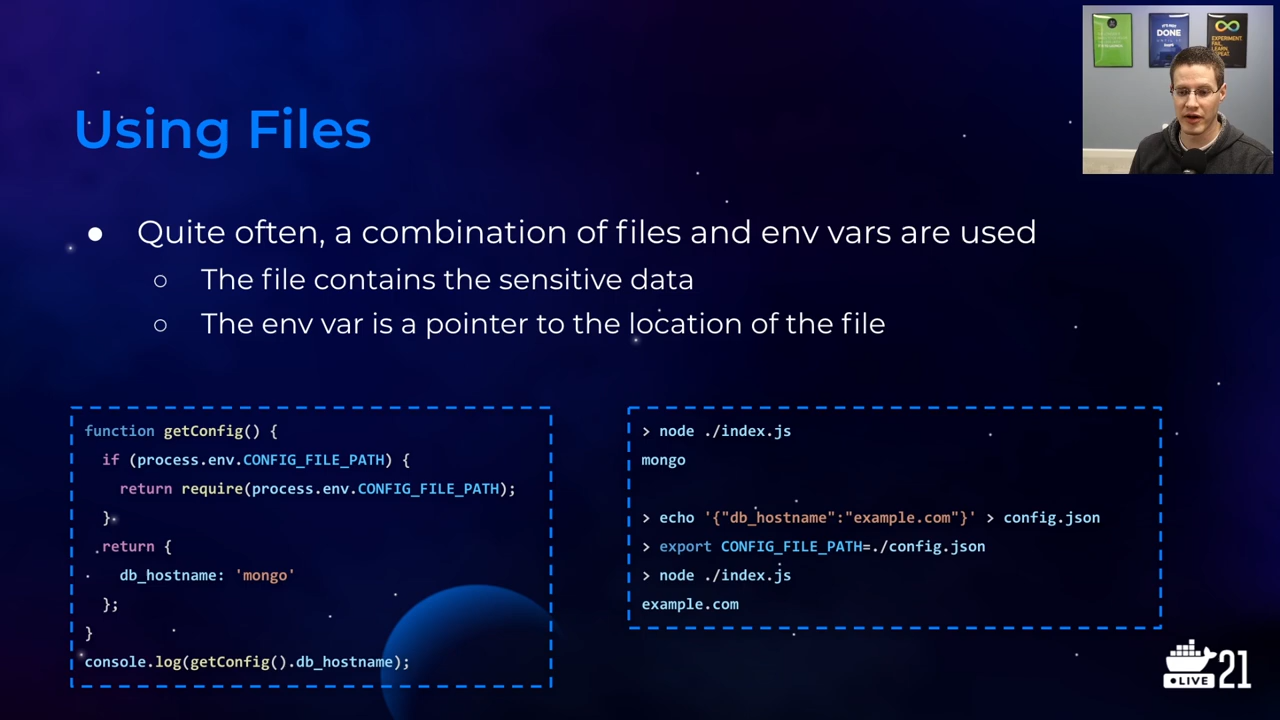 DONE
EXPERIMENT.
FAIL.
LEARN.
REPEAT.
Using Files
● Quite often, a combination of files and env vars are used
○ The file contains the sensitive data
○ The env var is a pointer to the location of the file
function getConfig() {
if (process.env.CONFIG_FILE_PATH) {
return require(process.env.CONFIG_FILE_PATH);
}
return {
db_hostname: 'mongo'
};
}
console.log(getConfig().db_hostname);
> node ./index.js
mongo
> echo '{"db_hostname":"example.com"}' > config.json
> export CONFIG_FILE_PATH=./config.json
> node ./index.js
example.com
LIVE 21